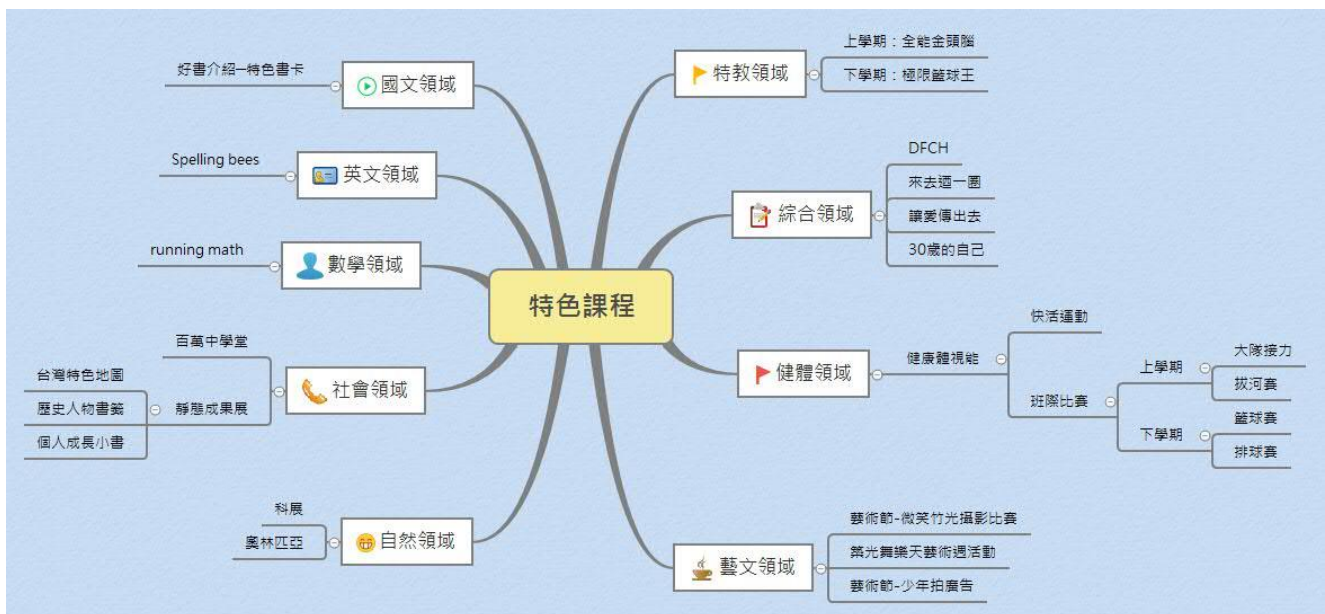 特色課程
國文領域
好書介紹—特色書卡
英文領域
Spelling bees
數學領域
running math
社會領域
百萬中學堂
靜態成果展
台灣特色地圖
歷史人物書籤
個人成長小書
自然領域
科展
奧林匹亞
特教領域
上學期：全能金頭腦
下學期：極限籃球王
綜合領域
DFCH
來去迺一圈
讓愛傳出去
30歲的自己
健體領域
健康體視能
快活運動
班際比賽
上學期
大隊接力
拔河賽
下學期
籃球賽
排球賽
藝文領域
藝術節-微笑竹光攝影比賽
築光舞樂天藝術週活動
藝術節-少年拍廣告